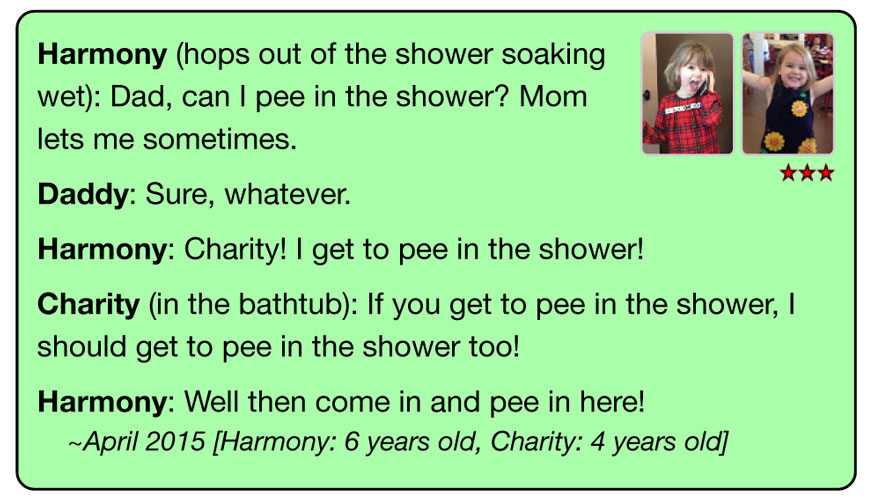 Harmony (hops out of the shower soaking
wet): Dad, can I pee in the shower? Mom
lets me sometimes.
Daddy: Sure, whatever.
Harmony: Charity! I get to pee in the shower!
Charity (in the bathtub): If you get to pee in the shower, I
should get to pee in the shower too!
Harmony: Well then come in and pee in here!
~April 2015 [Harmony: 6 years old, Charity: 4 years old]